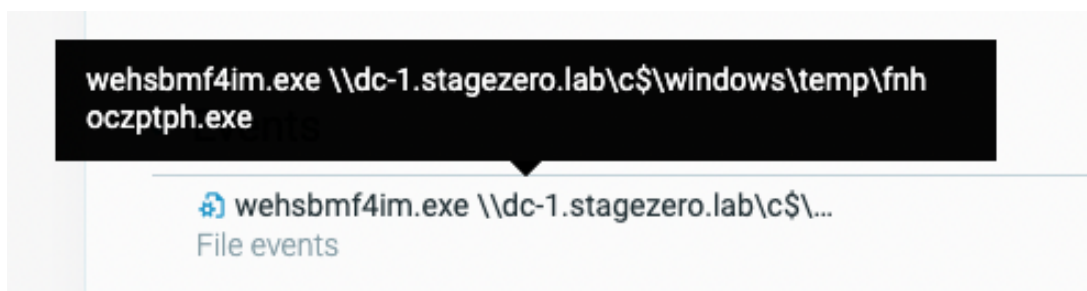 wehsbmf4im.exe \\dc-1.stagezero.lab\c$\windows\temp\fnh
oczptph.exe
Events
wehsbmf4im.exe \\dc-1.stagezero.lab\c$\...
File events